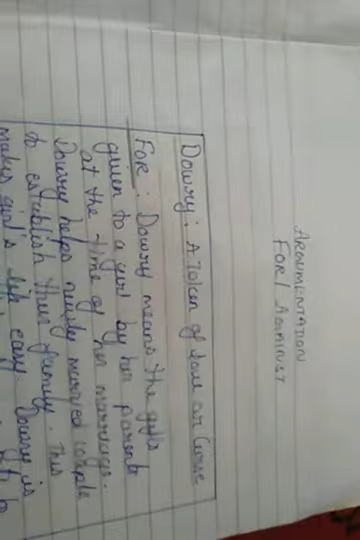 ARGUMENTATION
FOR / AGAINST
Dowry : A Token of Love or Curse
For : Dowry means the gifts
given to a girl by her parents
at the time of her marriage.
Dowry helps newly married couple
to establish their family. This
makes girl's life easy. Dowry is